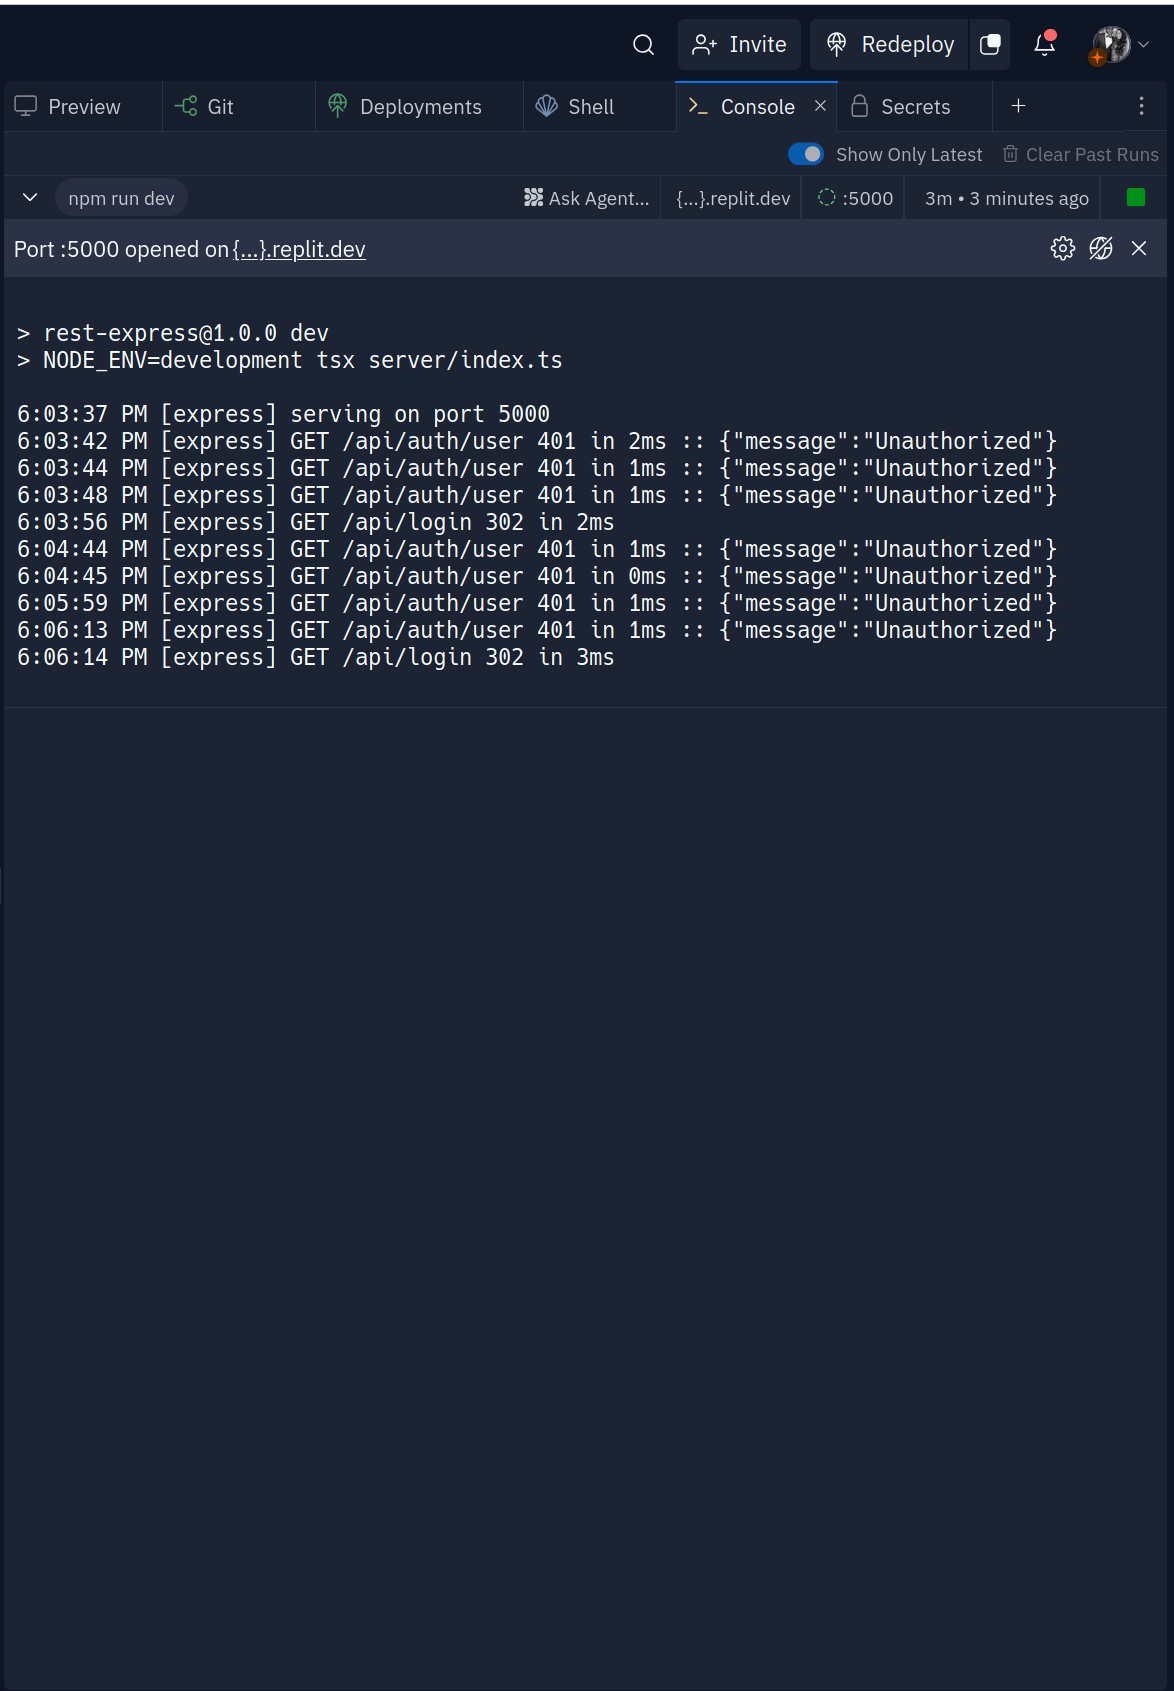 Invite
Redeploy
Preview
Git
Deployments
Shell
Console
Secrets
Show Only Latest
Clear Past Runs
npm run dev
Ask Agent...
{...}.replit.dev
:5000
3m • 3 minutes ago
Port :5000 opened on {...}.replit.dev
> rest-express@1.0.0 dev
> NODE_ENV=development tsx server/index.ts
6:03:37 PM [express] serving on port 5000
6:03:42 PM [express] GET /api/auth/user 401 in 2ms :: {"message":"Unauthorized"}
6:03:44 PM [express] GET /api/auth/user 401 in 1ms :: {"message":"Unauthorized"}
6:03:48 PM [express] GET /api/auth/user 401 in 1ms :: {"message":"Unauthorized"}
6:03:56 PM [express] GET /api/login 302 in 2ms
6:04:44 PM [express] GET /api/auth/user 401 in 1ms :: {"message":"Unauthorized"}
6:04:45 PM [express] GET /api/auth/user 401 in 0ms :: {"message":"Unauthorized"}
6:05:59 PM [express] GET /api/auth/user 401 in 1ms :: {"message":"Unauthorized"}
6:06:13 PM [express] GET /api/auth/user 401 in 1ms :: {"message":"Unauthorized"}
6:06:14 PM [express] GET /api/login 302 in 3ms